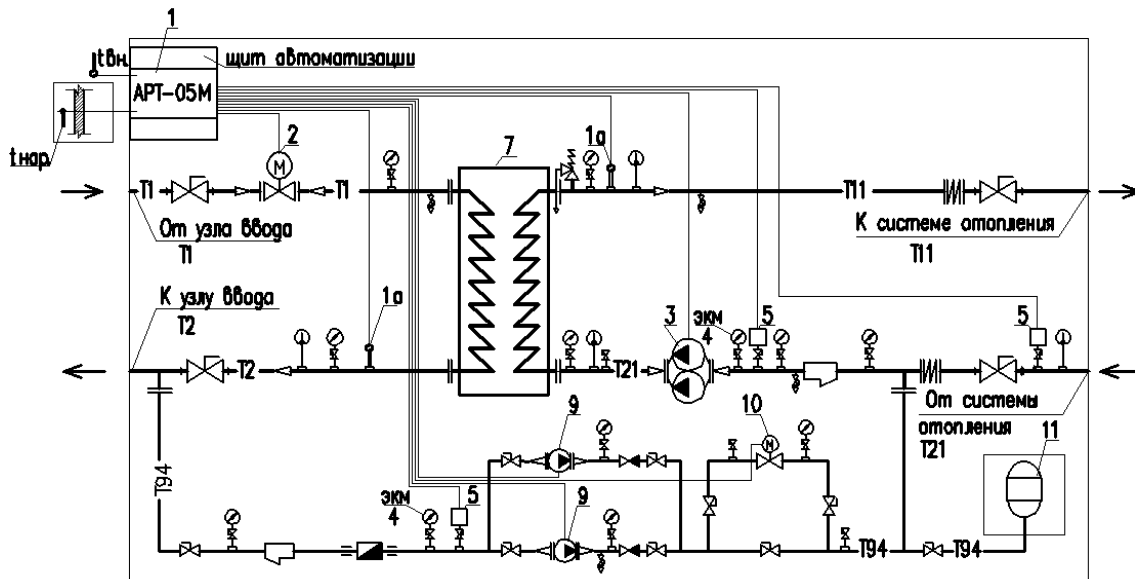 1
tвн.
щит автоматизации
АРТ-05М
tнар.
2
М
7
1а
Т1
Т1
Т11
От узла ввода
Т1
К системе отопления
Т11
К узлу ввода
Т2
1а
3
ЭКМ
4
5
5
Т2
Т21
От системы
отопления
Т21
9
10
М
11
Т94
ЭКМ
4
5
9
Т94
Т94